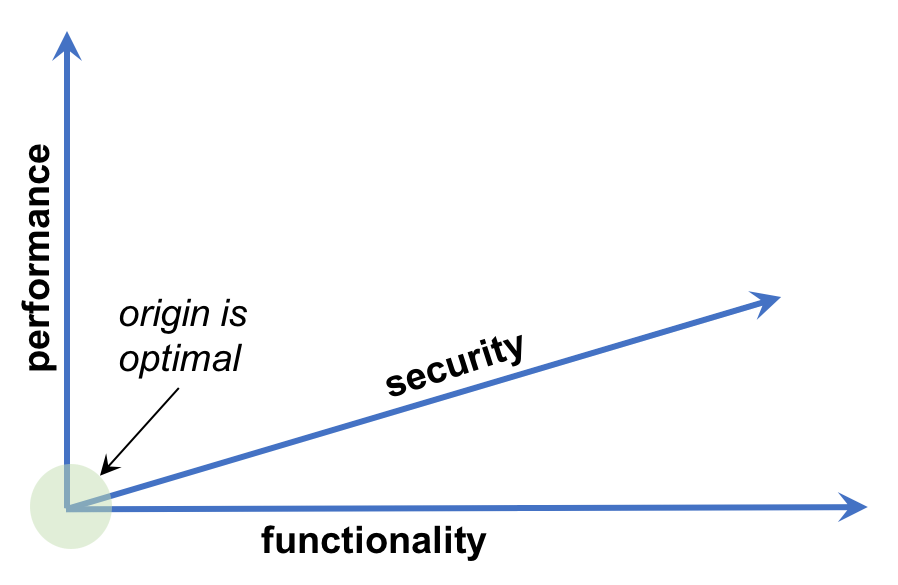 performance
origin is
optimal
security
functionality